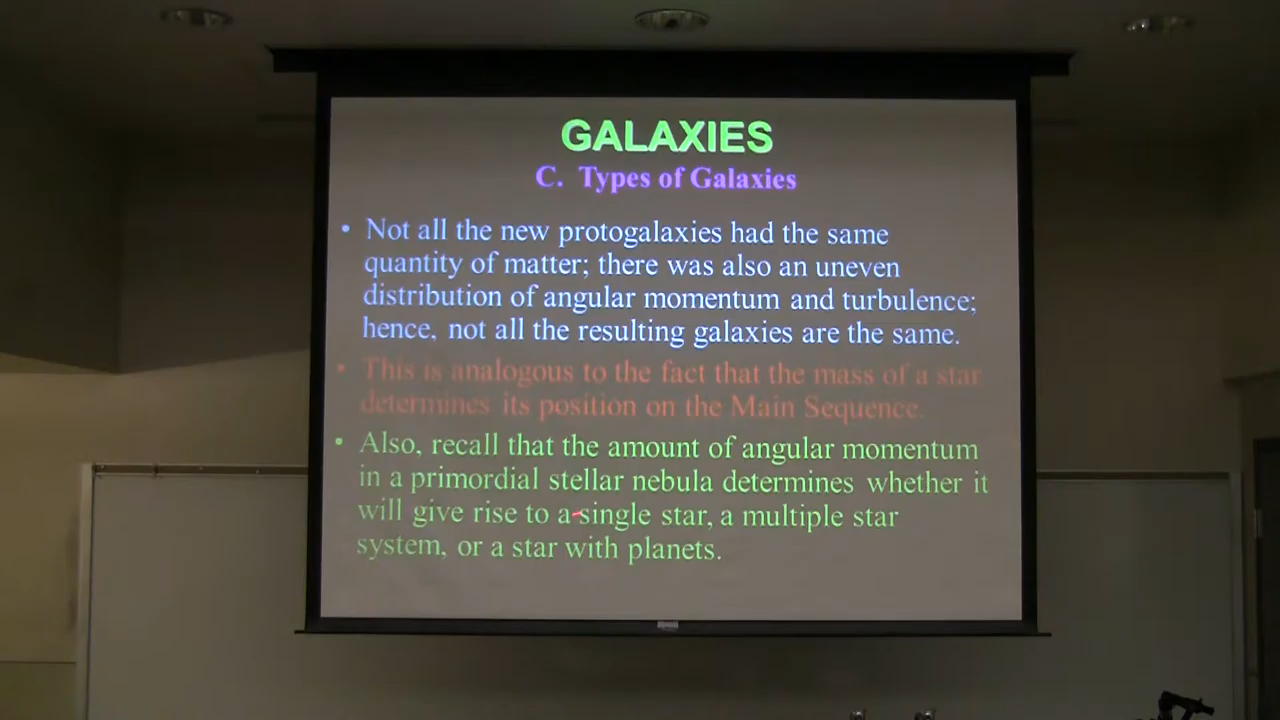 GALAXIES
C. Types of Galaxies
• Not all the new protogalaxies had the same
quantity of matter; there was also an uneven
distribution of angular momentum and turbulence;
hence, not all the resulting galaxies are the same.
• This is analogous to the fact that the mass of a star
determines its position on the Main Sequence.
• Also, recall that the amount of angular momentum
in a primordial stellar nebula determines whether it
will give rise to a single star, a multiple star
system, or a star with planets.